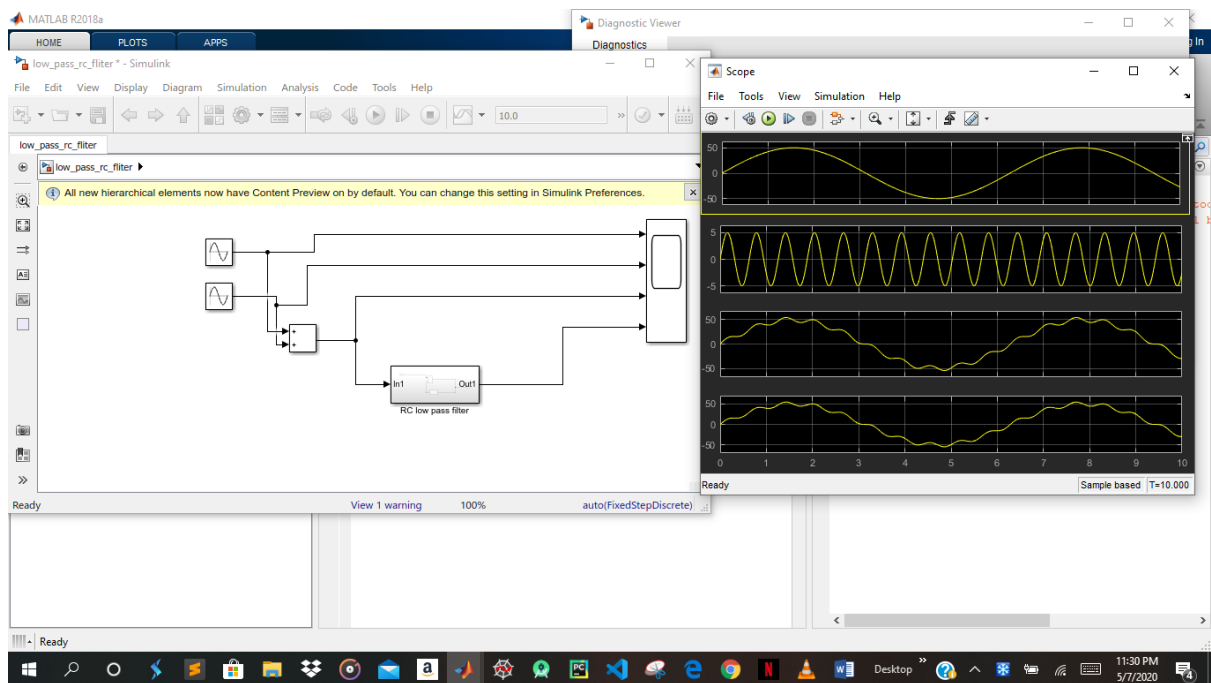 MATLAB R2018a
HOME PLOTS APPS
Diagnostic Viewer
Diagnostics
low_pass_rc_fliter * - Simulink
File Edit View Display Diagram Simulation Analysis Code Tools Help
10.0
low_pass_rc_fliter
low_pass_rc_fliter
All new hierarchical elements now have Content Preview on by default. You can change this setting in Simulink Preferences.
+
+
In1 Out1
RC low pass filter
Ready View 1 warning 100% auto(FixedStepDiscrete)
Scope
File Tools View Simulation Help
50
0
-50
5
0
-5
50
0
-50
50
0
-50
0 1 2 3 4 5 6 7 8 9 10
Ready Sample based T=10.000
In
Ready
Desktop
11:30 PM
5/7/2020
4